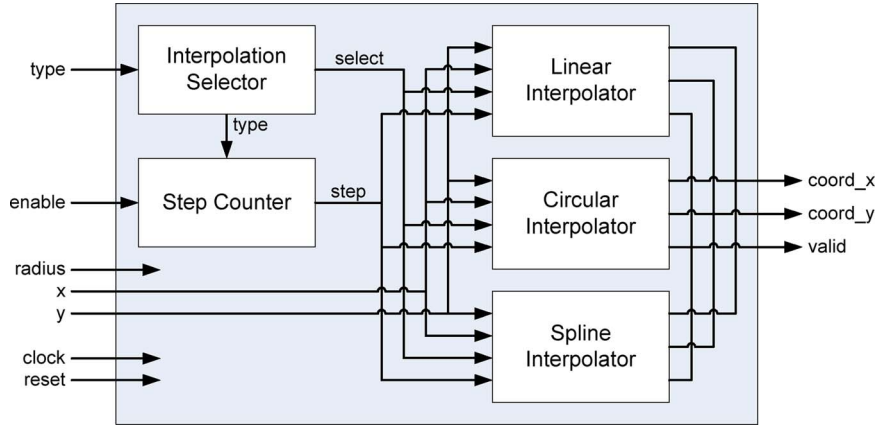 type
Interpolation
Selector
select
type
enable
Step Counter
step
radius
x
y
clock
reset
Linear
Interpolator
Circular
Interpolator
Spline
Interpolator
coord_x
coord_y
valid